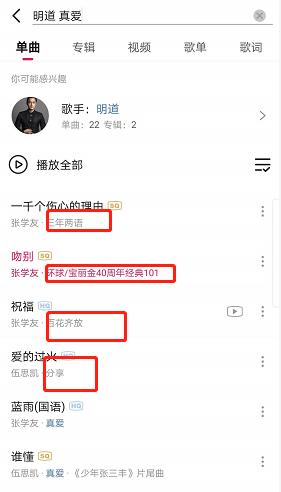 明道 真爱
单曲 专辑 视频 歌单 歌词
你可能感兴趣
歌手：明道
单曲：22 专辑：2
播放全部
一千个伤心的理由 SQ
张学友 · 三年两语
吻别 SQ
张学友 · 环球/宝丽金40周年经典101
祝福 HQ
张学友 · 百花齐放
爱的过火 HQ
伍思凯 · 分享
蓝雨(国语) HQ
张学友 · 真爱
谁懂 SQ
伍思凯 · 真爱 · 《少年张三丰》片尾曲